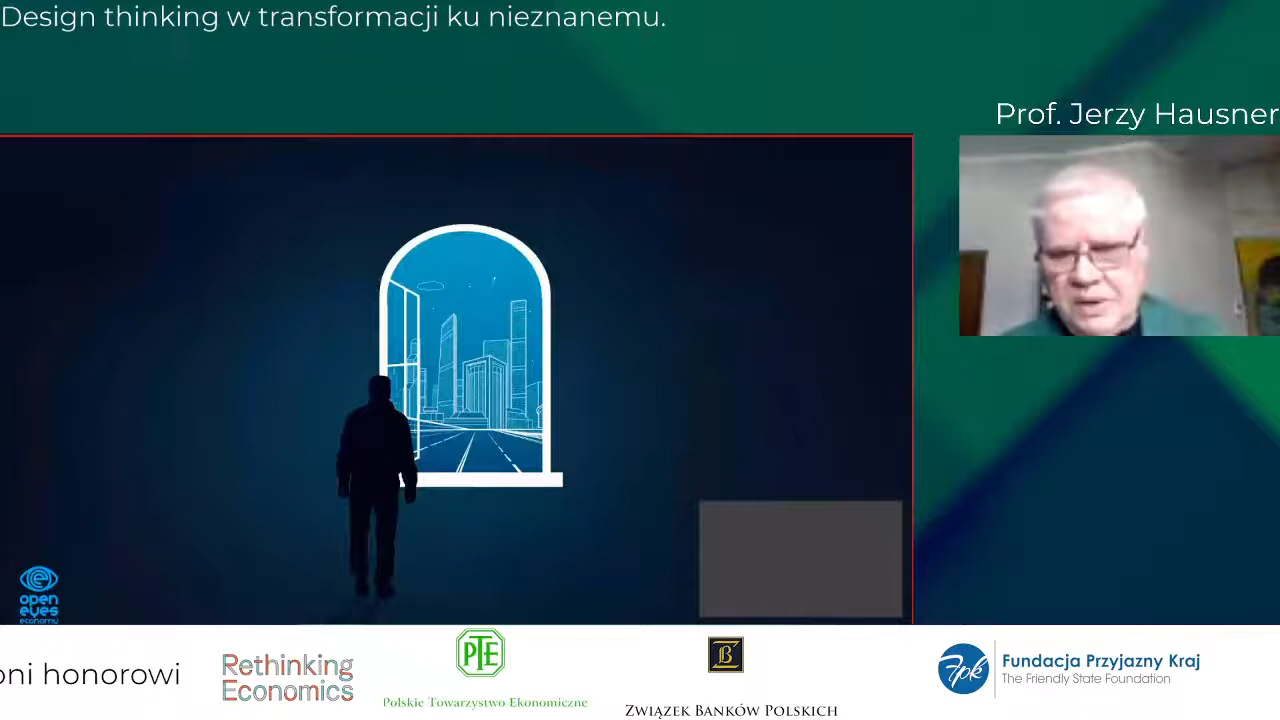 Design thinking w transformacji ku nieznanemu.
Prof. Jerzy Hausner
open
eyes
economy
oni honorowi
Rethinking
Economics
PTE
Polskie Towarzystwo Ekonomiczne
B
Związek Banków Polskich
fpk
Fundacja Przyjazny Kraj
The Friendly State Foundation